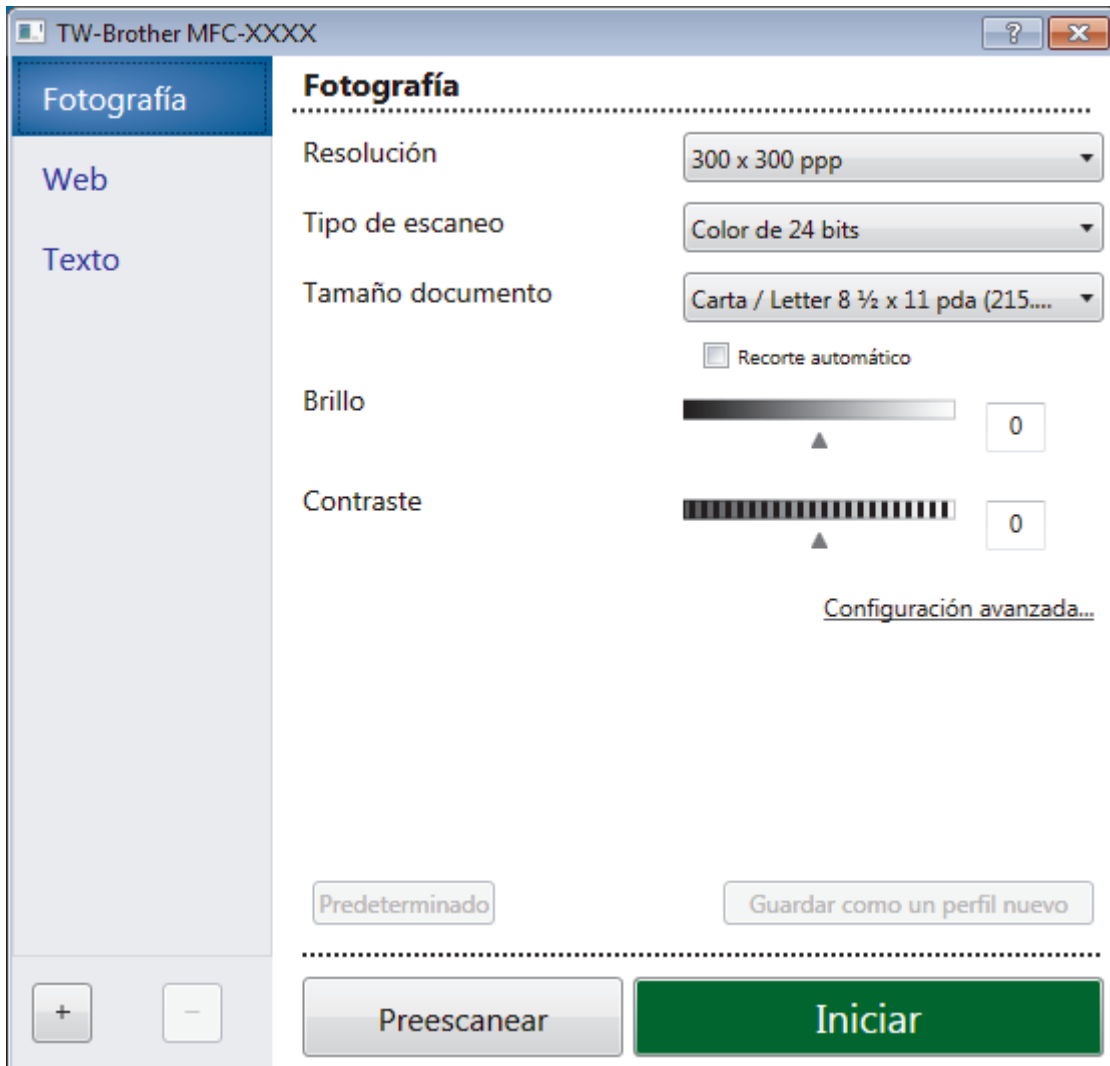 TW-Brother MFC-XXXX
?
Fotografía
Web
Texto
Fotografía
Resolución
300 x 300 ppp
Tipo de escaneo
Color de 24 bits
Tamaño documento
Carta / Letter 8 ½ x 11 pda (215....
Recorte automático
Brillo
0
Contraste
0
Configuración avanzada...
Predeterminado
Guardar como un perfil nuevo
+
−
Preescanear
Iniciar